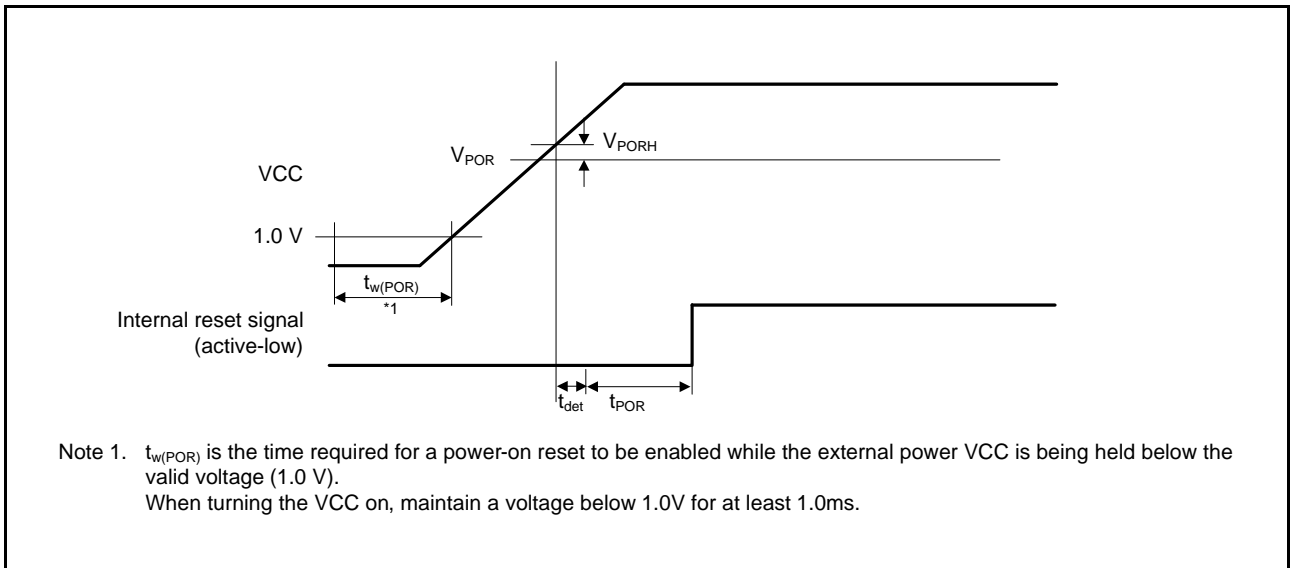 V_PORH
V_POR
VCC
1.0 V
t_w(POR)
*1
Internal reset signal
(active-low)
t_det
t_POR
Note 1. t_w(POR) is the time required for a power-on reset to be enabled while the external power VCC is being held below the
valid voltage (1.0 V).
When turning the VCC on, maintain a voltage below 1.0V for at least 1.0ms.